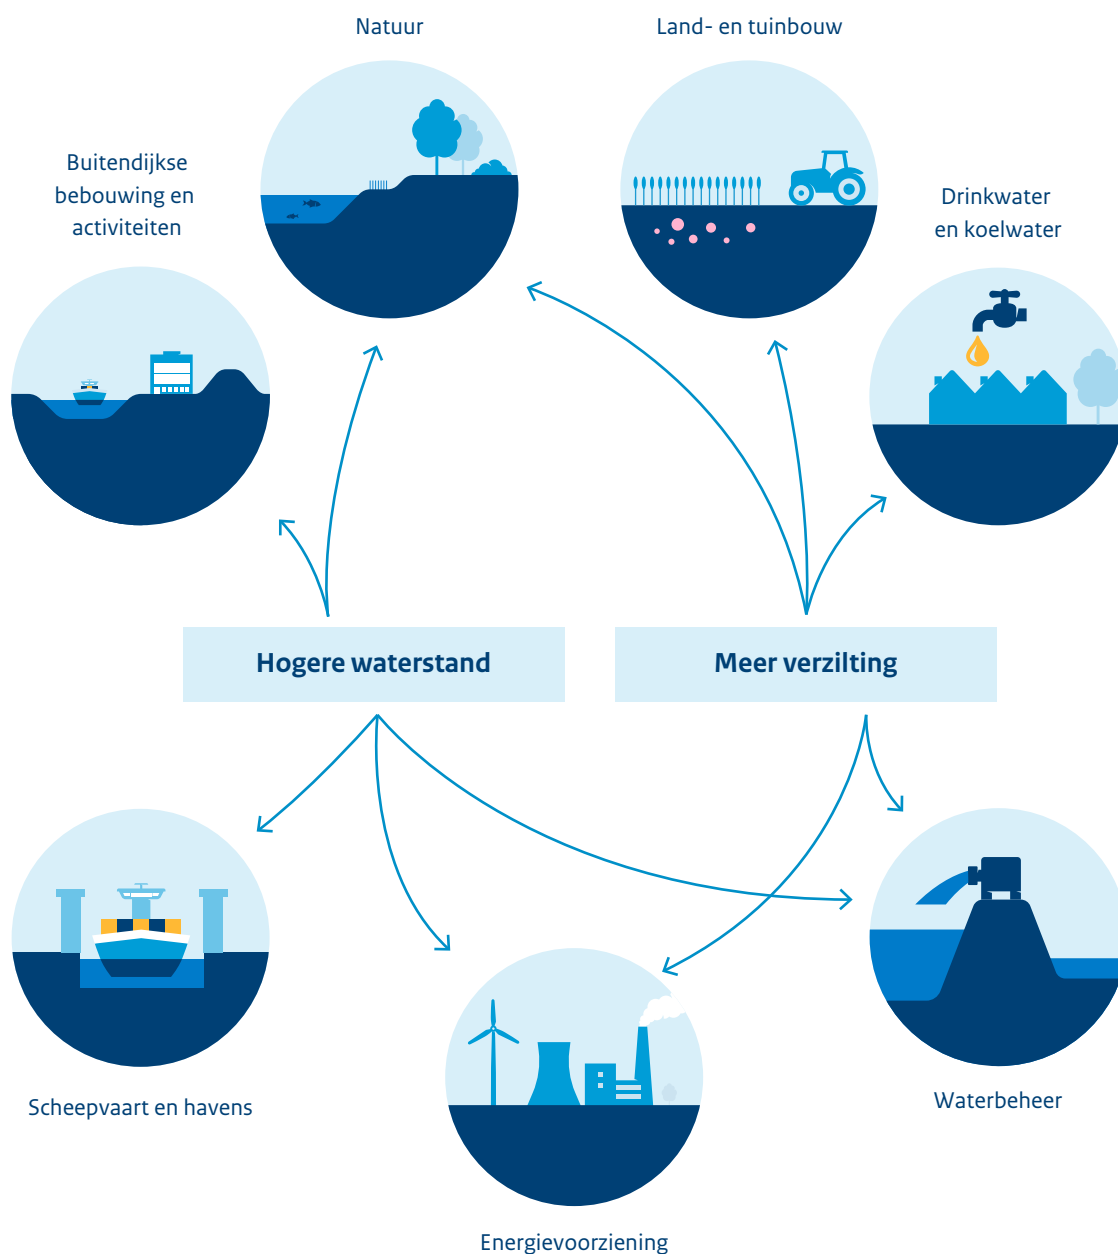 Natuur
Land- en tuinbouw
Buitendijkse
bebouwing en
activiteiten
Drinkwater
en koelwater
Hogere waterstand
Meer verzilting
Scheepvaart en havens
Waterbeheer
Energievoorziening